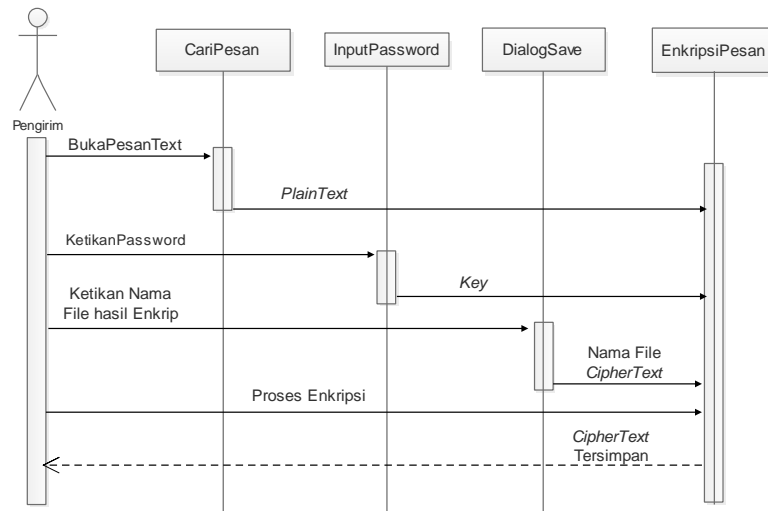 CariPesan
InputPassword
DialogSave
EnkripsiPesan
Pengirim
BukaPesanText
PlainText
KetikanPassword
Key
Ketikan Nama
File hasil Enkrip
Nama File
CipherText
Proses Enkripsi
CipherText
Tersimpan